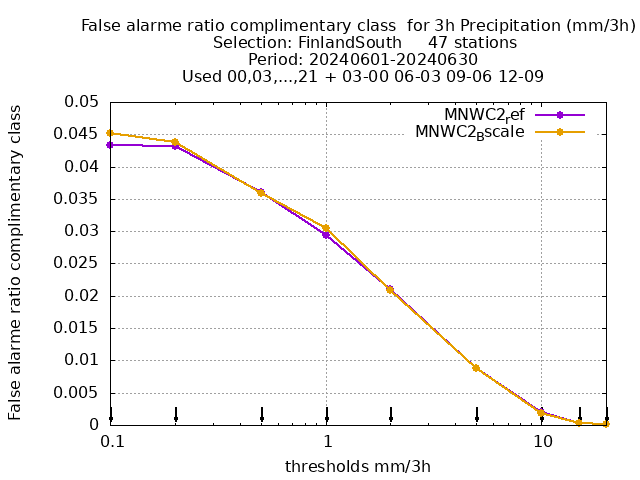 False alarme ratio complimentary class  for 3h Precipitation (mm/3h)
Selection: FinlandSouth     47 stations
Period: 20240601-20240630
Used 00,03,...,21 + 03-00 06-03 09-06 12-09
MNWC2ref
MNWC2Bscale
False alarme ratio complimentary class
0.05
0.045
0.04
0.035
0.03
0.025
0.02
0.015
0.01
0.005
0
0.1 1 10
thresholds mm/3h